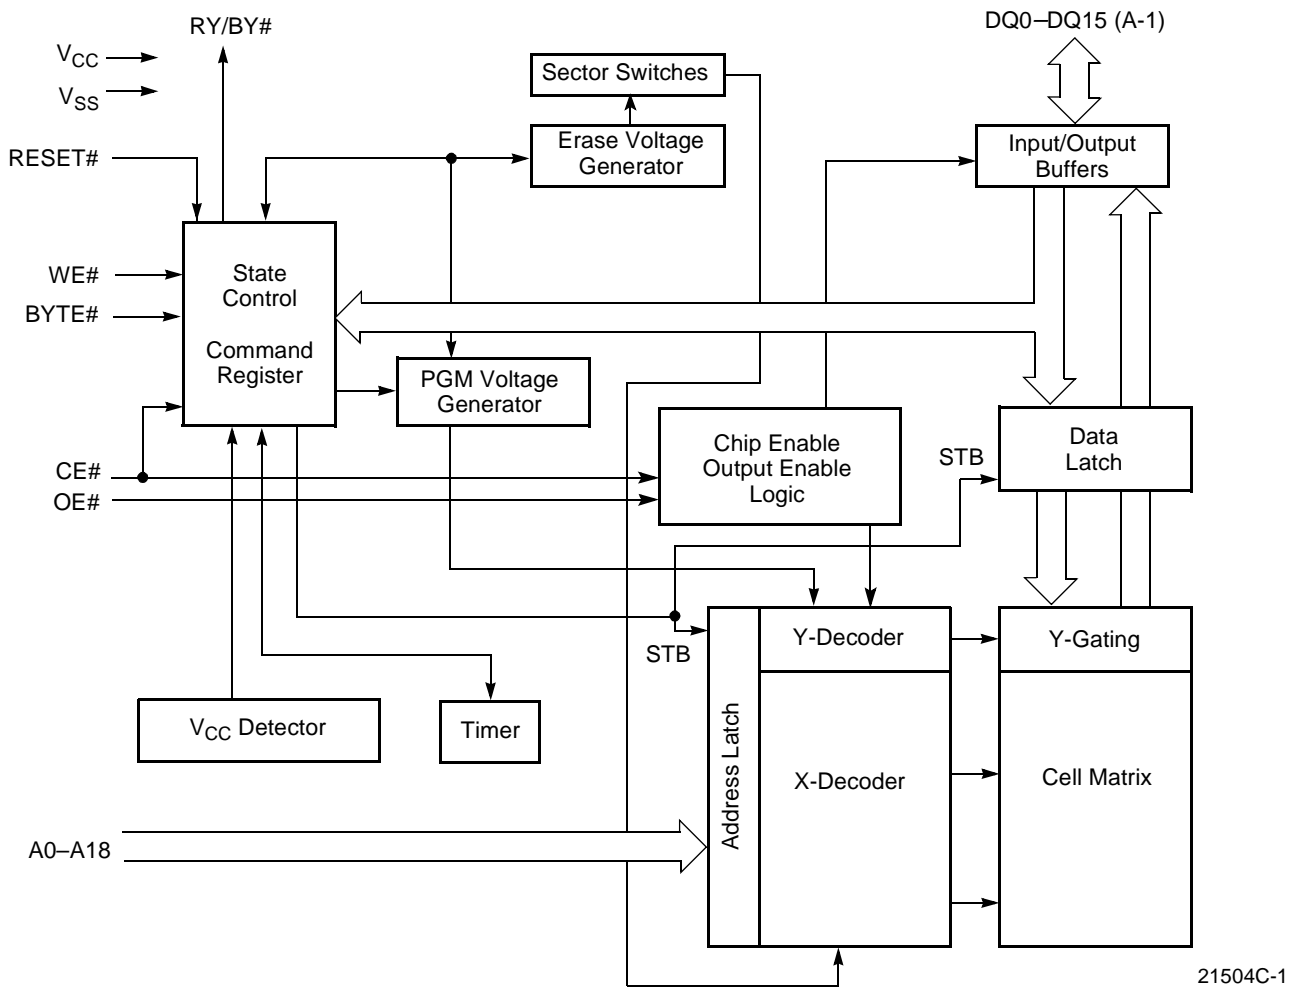 RY/BY#
DQ0–DQ15 (A-1)
VCC
VSS
Sector Switches
Erase Voltage
Generator
Input/Output
Buffers
RESET#
WE#
BYTE#
State
Control
Command
Register
PGM Voltage
Generator
Chip Enable
Output Enable
Logic
STB
Data
Latch
CE#
OE#
STB
Y-Decoder
Y-Gating
VCC Detector
Timer
Address Latch
X-Decoder
Cell Matrix
A0–A18
21504C-1